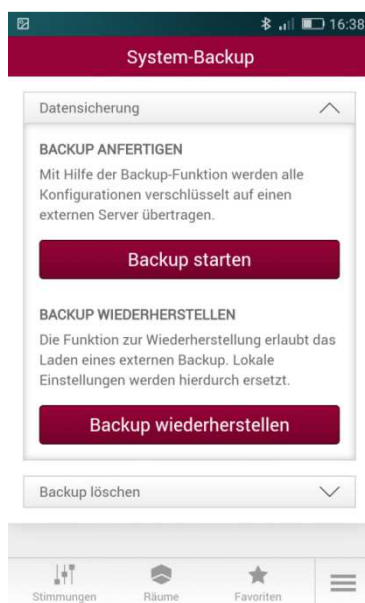 16:38
System-Backup
Datensicherung
BACKUP ANFERTIGEN
Mit Hilfe der Backup-Funktion werden alle
Konfigurationen verschlüsselt auf einen
externen Server übertragen.
Backup starten
BACKUP WIEDERHERSTELLEN
Die Funktion zur Wiederherstellung erlaubt das
Laden eines externen Backup. Lokale
Einstellungen werden hierdurch ersetzt.
Backup wiederherstellen
Backup löschen
Stimmungen Räume Favoriten